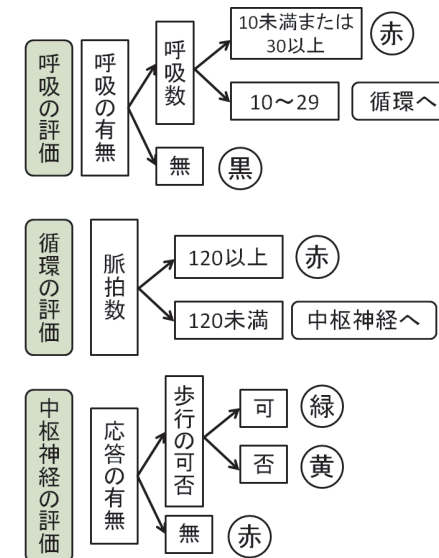 呼吸の評価
呼吸の有無
呼吸数
10未満または
30以上
赤
10～29
循環へ
無
黒
循環の評価
脈拍数
120以上
赤
120未満
中枢神経へ
中枢神経の評価
応答の有無
歩行の可否
可
緑
否
黄
無
赤